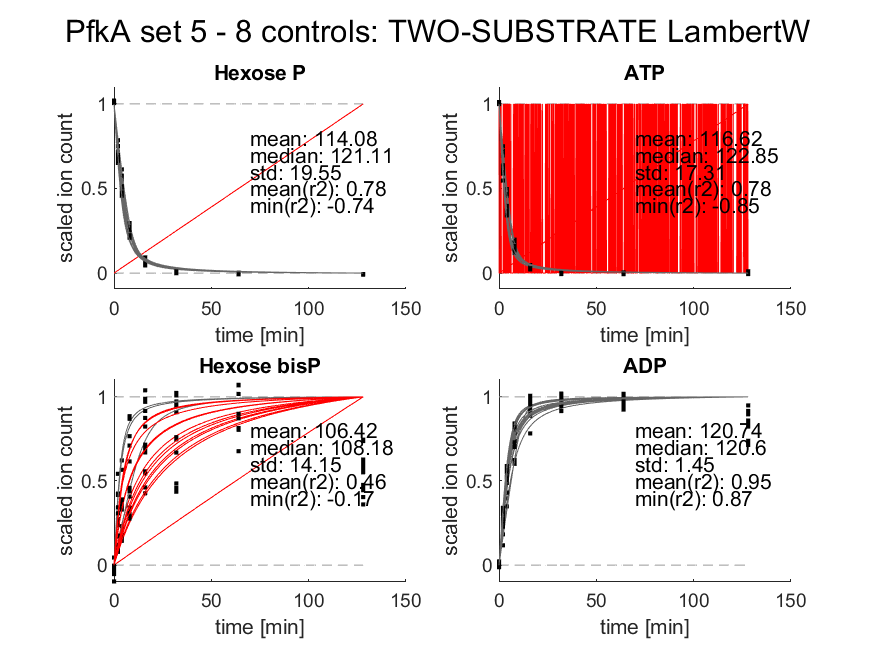 PfkA set 5 - 8 controls: TWO-SUBSTRATE LambertW
Hexose P
scaled ion count
1
0.5
0
mean: 114.08
median: 121.11
std: 19.55
mean(r2): 0.78
min(r2): -0.74
0 50 100 150
time [min]
ATP
scaled ion count
1
0.5
0
mean: 116.62
median: 122.85
std: 17.31
mean(r2): 0.78
min(r2): -0.85
0 50 100 150
time [min]
Hexose bisP
scaled ion count
1
0.5
0
mean: 106.42
median: 108.18
std: 14.15
mean(r2): 0.46
min(r2): -0.17
0 50 100 150
time [min]
ADP
scaled ion count
1
0.5
0
mean: 120.74
median: 120.6
std: 1.45
mean(r2): 0.95
min(r2): 0.87
0 50 100 150
time [min]